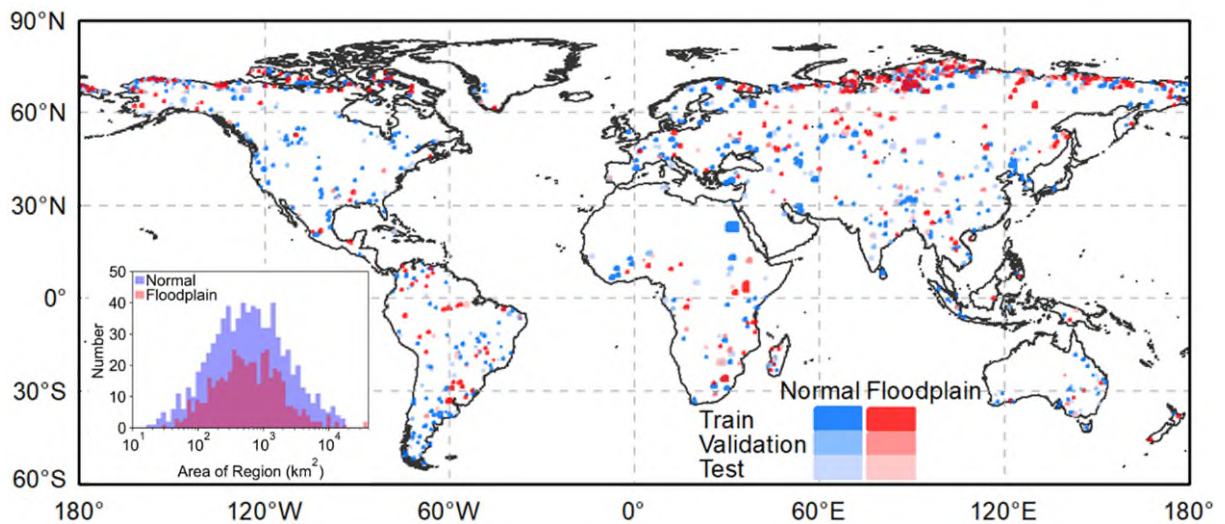 90°N
60°N
30°N
0°
30°S
60°S
50
40
30
20
10
0
Number
Normal
Floodplain
10¹ 10² 10³ 10⁴
Area of Region (km²)
Normal Floodplain
Train
Validation
Test
180° 120°W 60°W 0° 60°E 120°E 180°